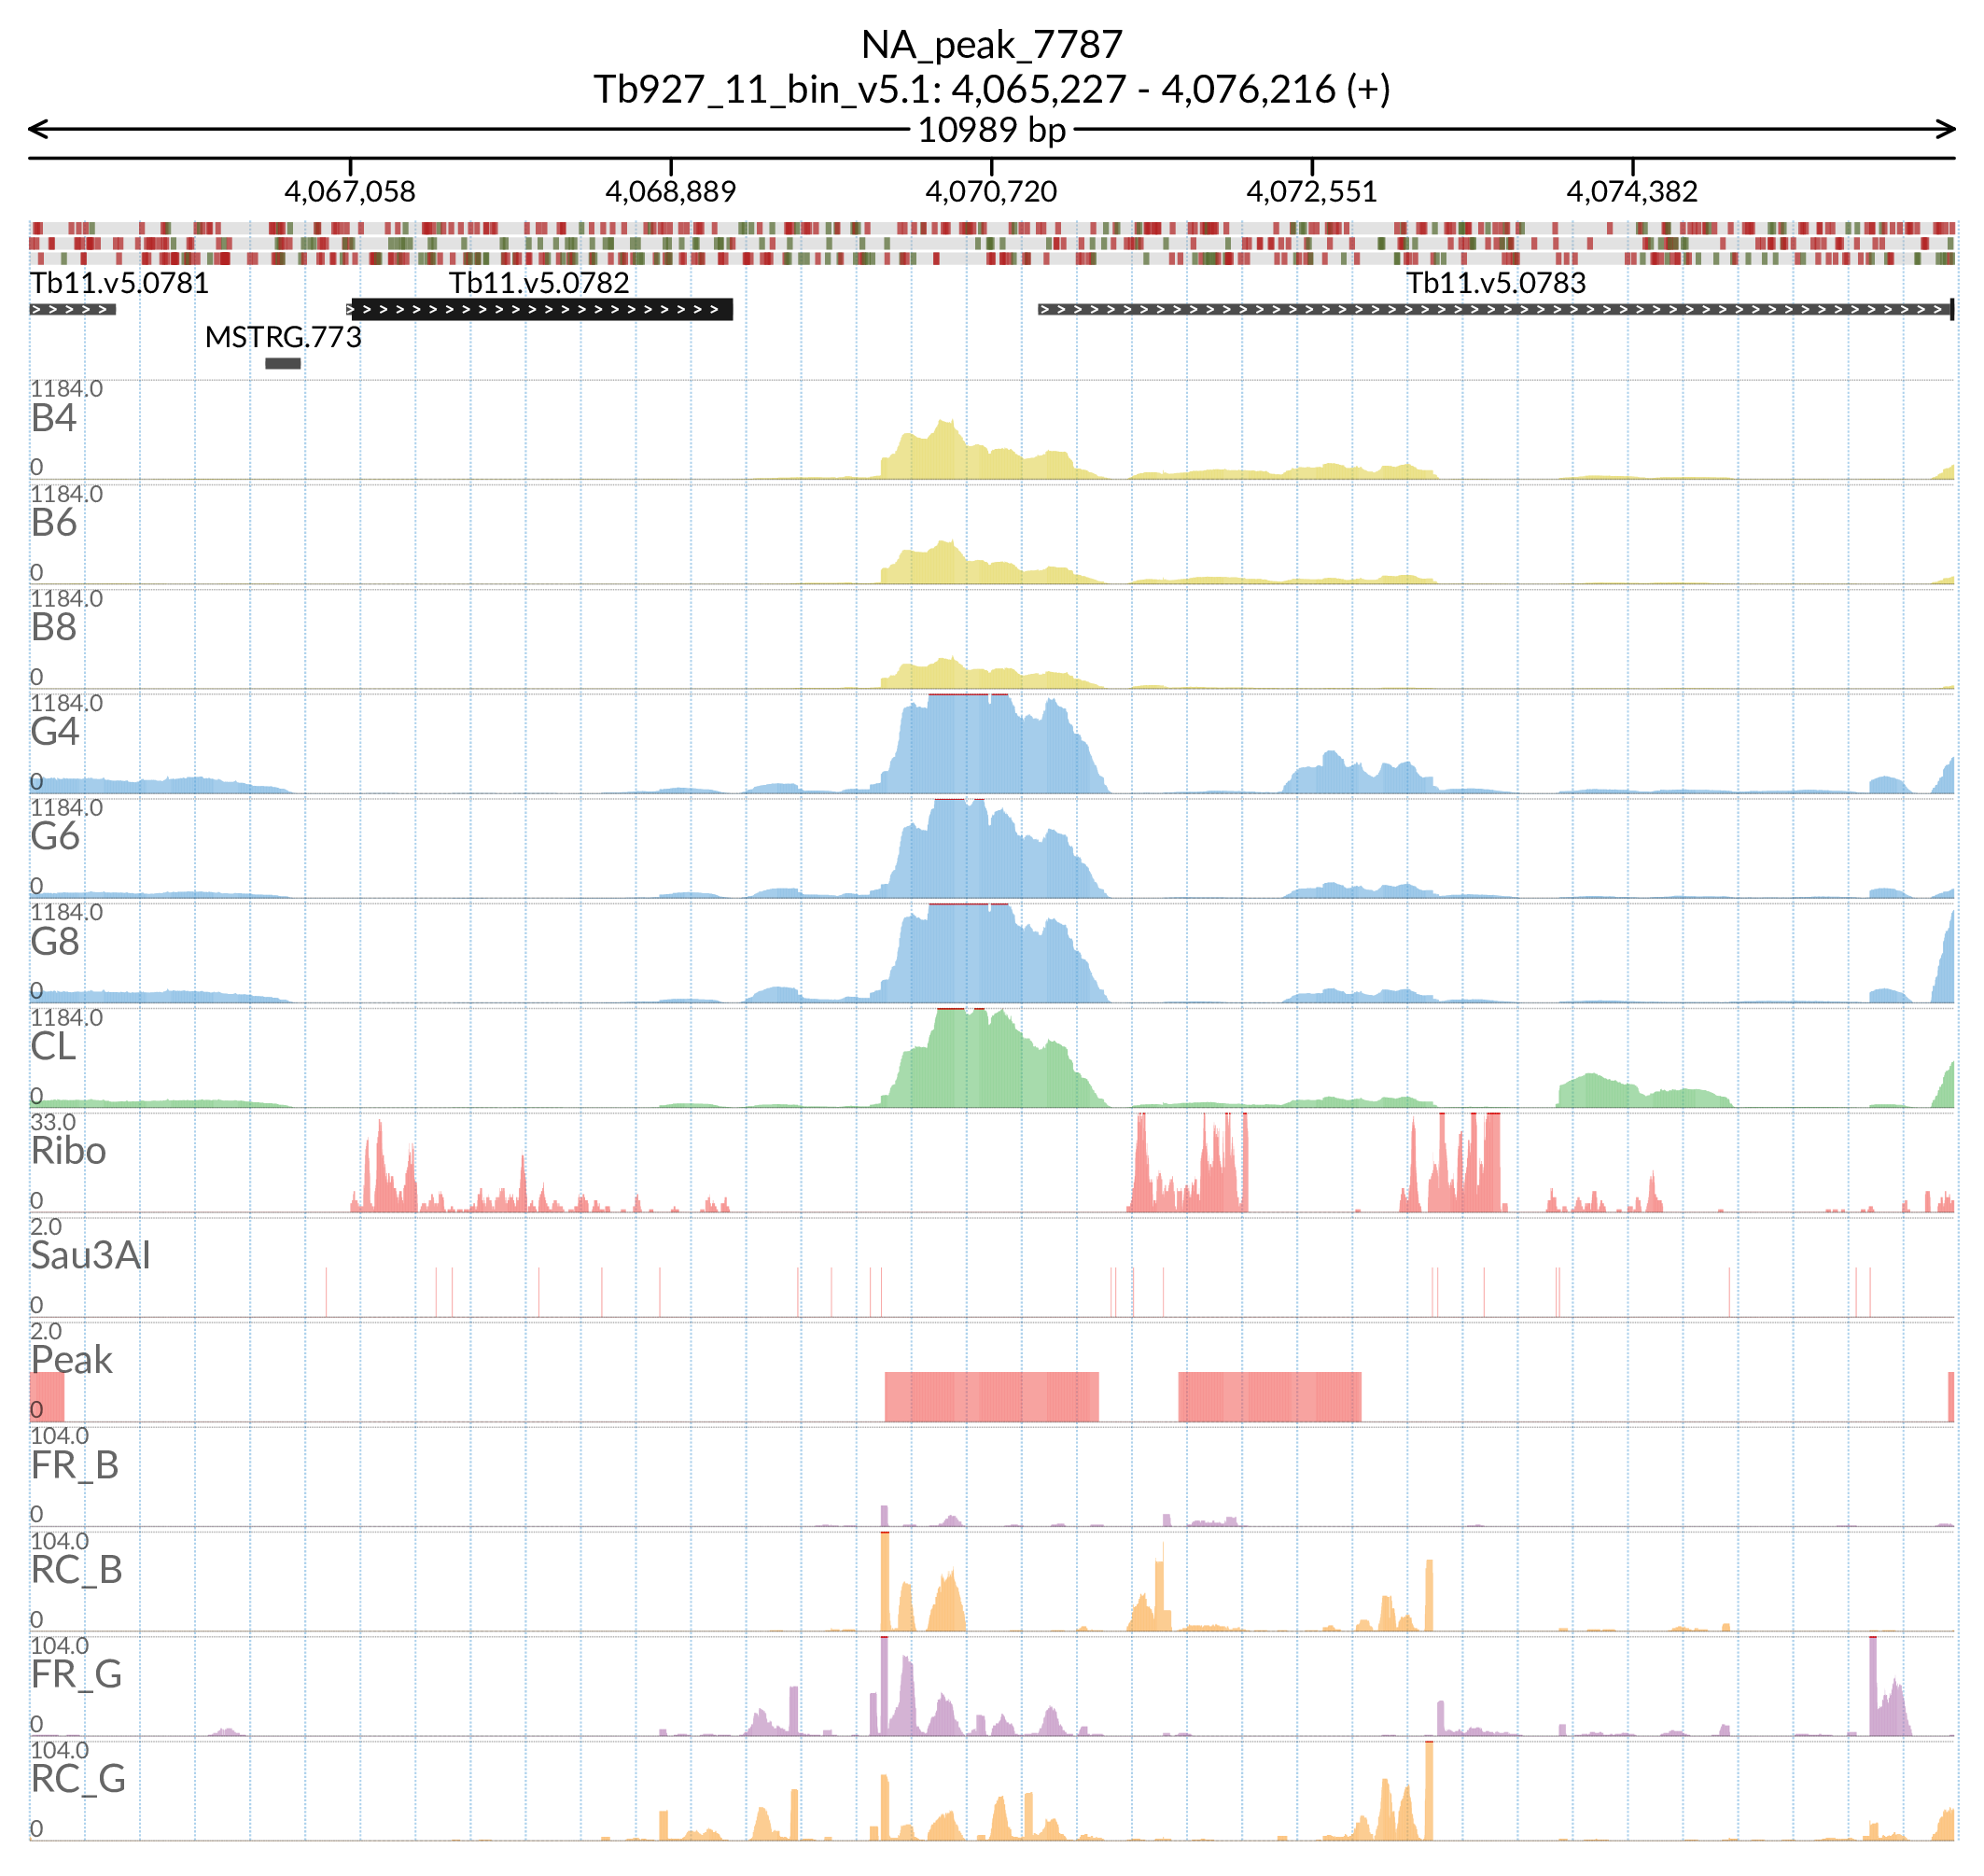 NA_peak_7787
Tb927_11_bin_v5.1: 4,065,227 - 4,076,216 (+)
10989 bp
4,067,058 4,068,889 4,070,720 4,072,551 4,074,382
Tb11.v5.0781 Tb11.v5.0782 Tb11.v5.0783
MSTRG.773
1184.0
B4
0
1184.0
B6
0
1184.0
B8
0
1184.0
G4
0
1184.0
G6
0
1184.0
G8
0
1184.0
CL
0
33.0
Ribo
0
2.0
Sau3AI
0
2.0
Peak
0
104.0
FR_B
0
104.0
RC_B
0
104.0
FR_G
0
104.0
RC_G
0